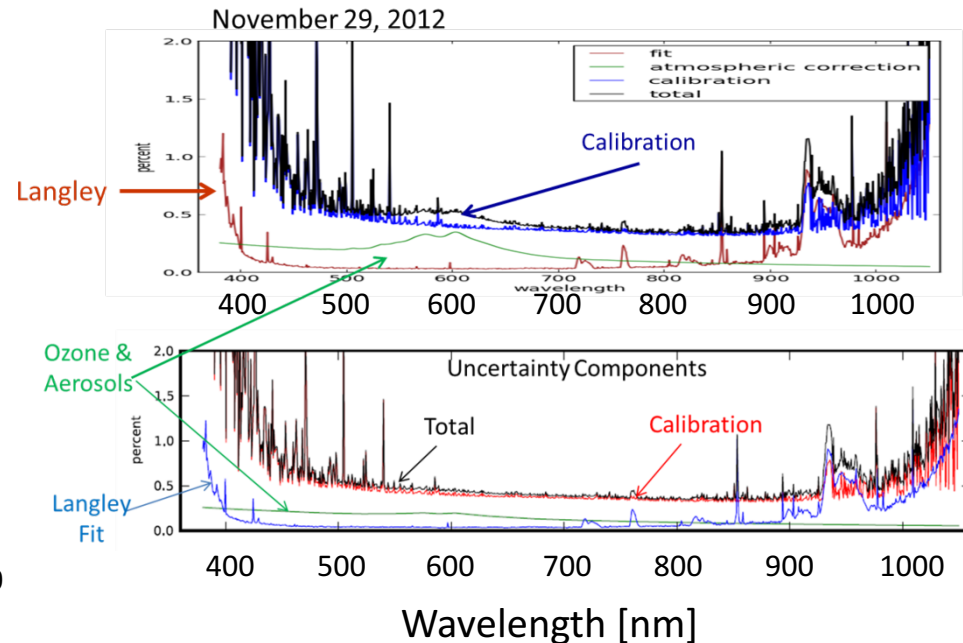 November 29, 2012
2.0
1.5
1.0
0.5
0.0
percent
fit
atmospheric correction
calibration
total
Calibration
Langley
400 500 600 700 800 900 1000
wavelength
400 500 600 700 800 900 1000
Ozone &
Aerosols
Uncertainty Components
2.0
1.5
1.0
0.5
0.0
percent
Total
Calibration
Langley
Fit
400 500 600 700 800 900 1000
Wavelength [nm]